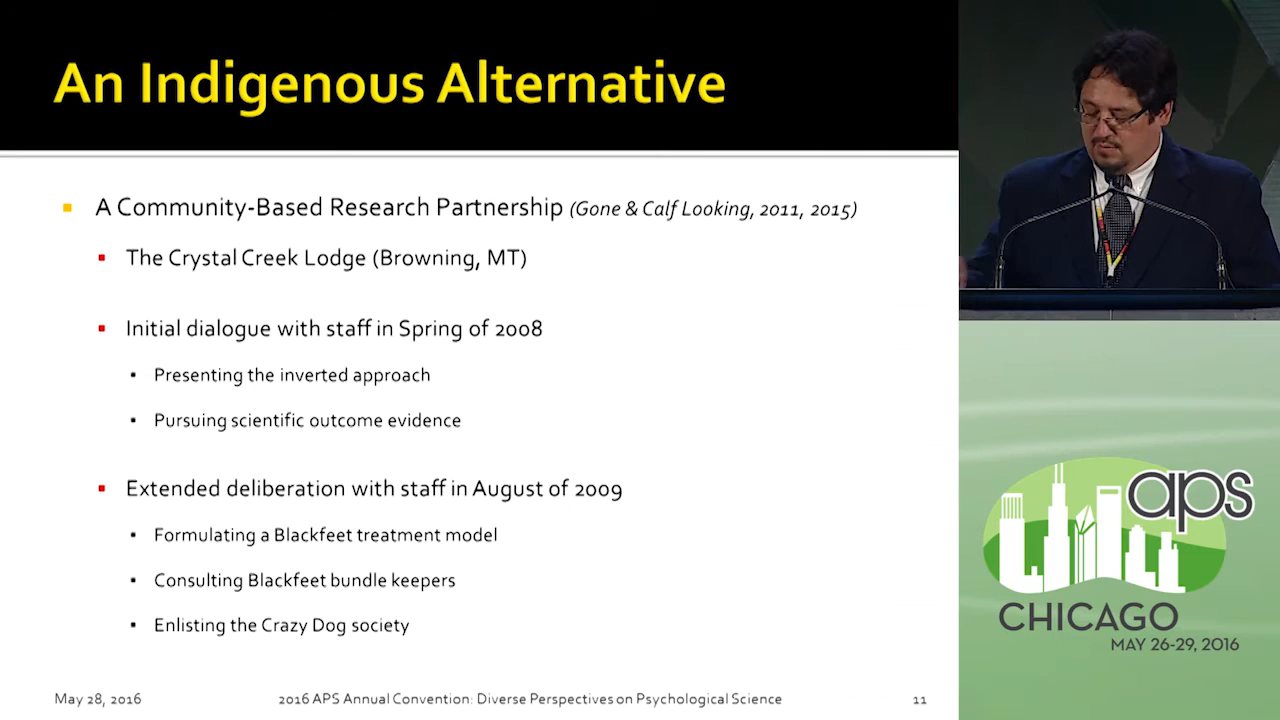 An Indigenous Alternative
A Community-Based Research Partnership (Gone & Calf Looking, 2011, 2015)
The Crystal Creek Lodge (Browning, MT)
Initial dialogue with staff in Spring of 2008
Presenting the inverted approach
Pursuing scientific outcome evidence
Extended deliberation with staff in August of 2009
Formulating a Blackfeet treatment model
Consulting Blackfeet bundle keepers
Enlisting the Crazy Dog society
May 28, 2016
2016 APS Annual Convention: Diverse Perspectives on Psychological Science
11
aps
CHICAGO
MAY 26-29, 2016